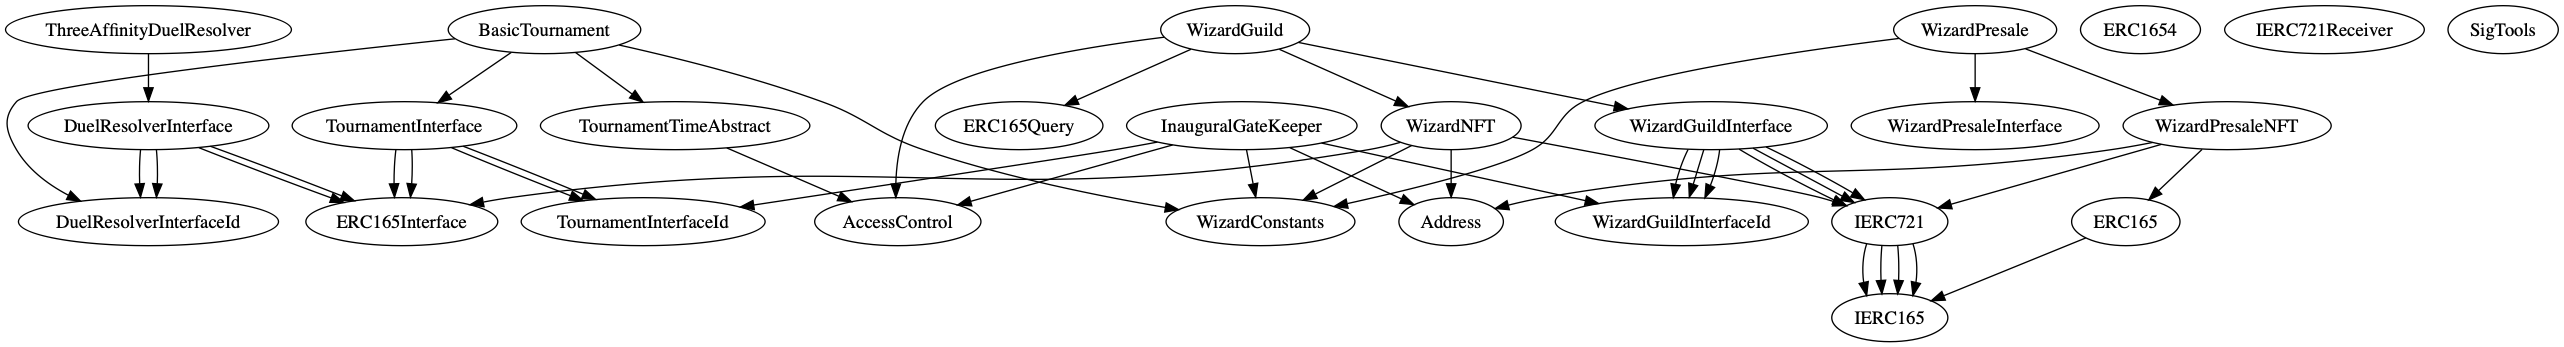 ThreeAffinityDuelResolver
BasicTournament
WizardGuild
WizardPresale
ERC1654
IERC721Receiver
SigTools
DuelResolverInterface
TournamentInterface
TournamentTimeAbstract
ERC165Query
InauguralGateKeeper
WizardNFT
WizardGuildInterface
WizardPresaleInterface
WizardPresaleNFT
DuelResolverInterfaceId
ERC165Interface
TournamentInterfaceId
AccessControl
WizardConstants
Address
WizardGuildInterfaceId
IERC721
ERC165
IERC165